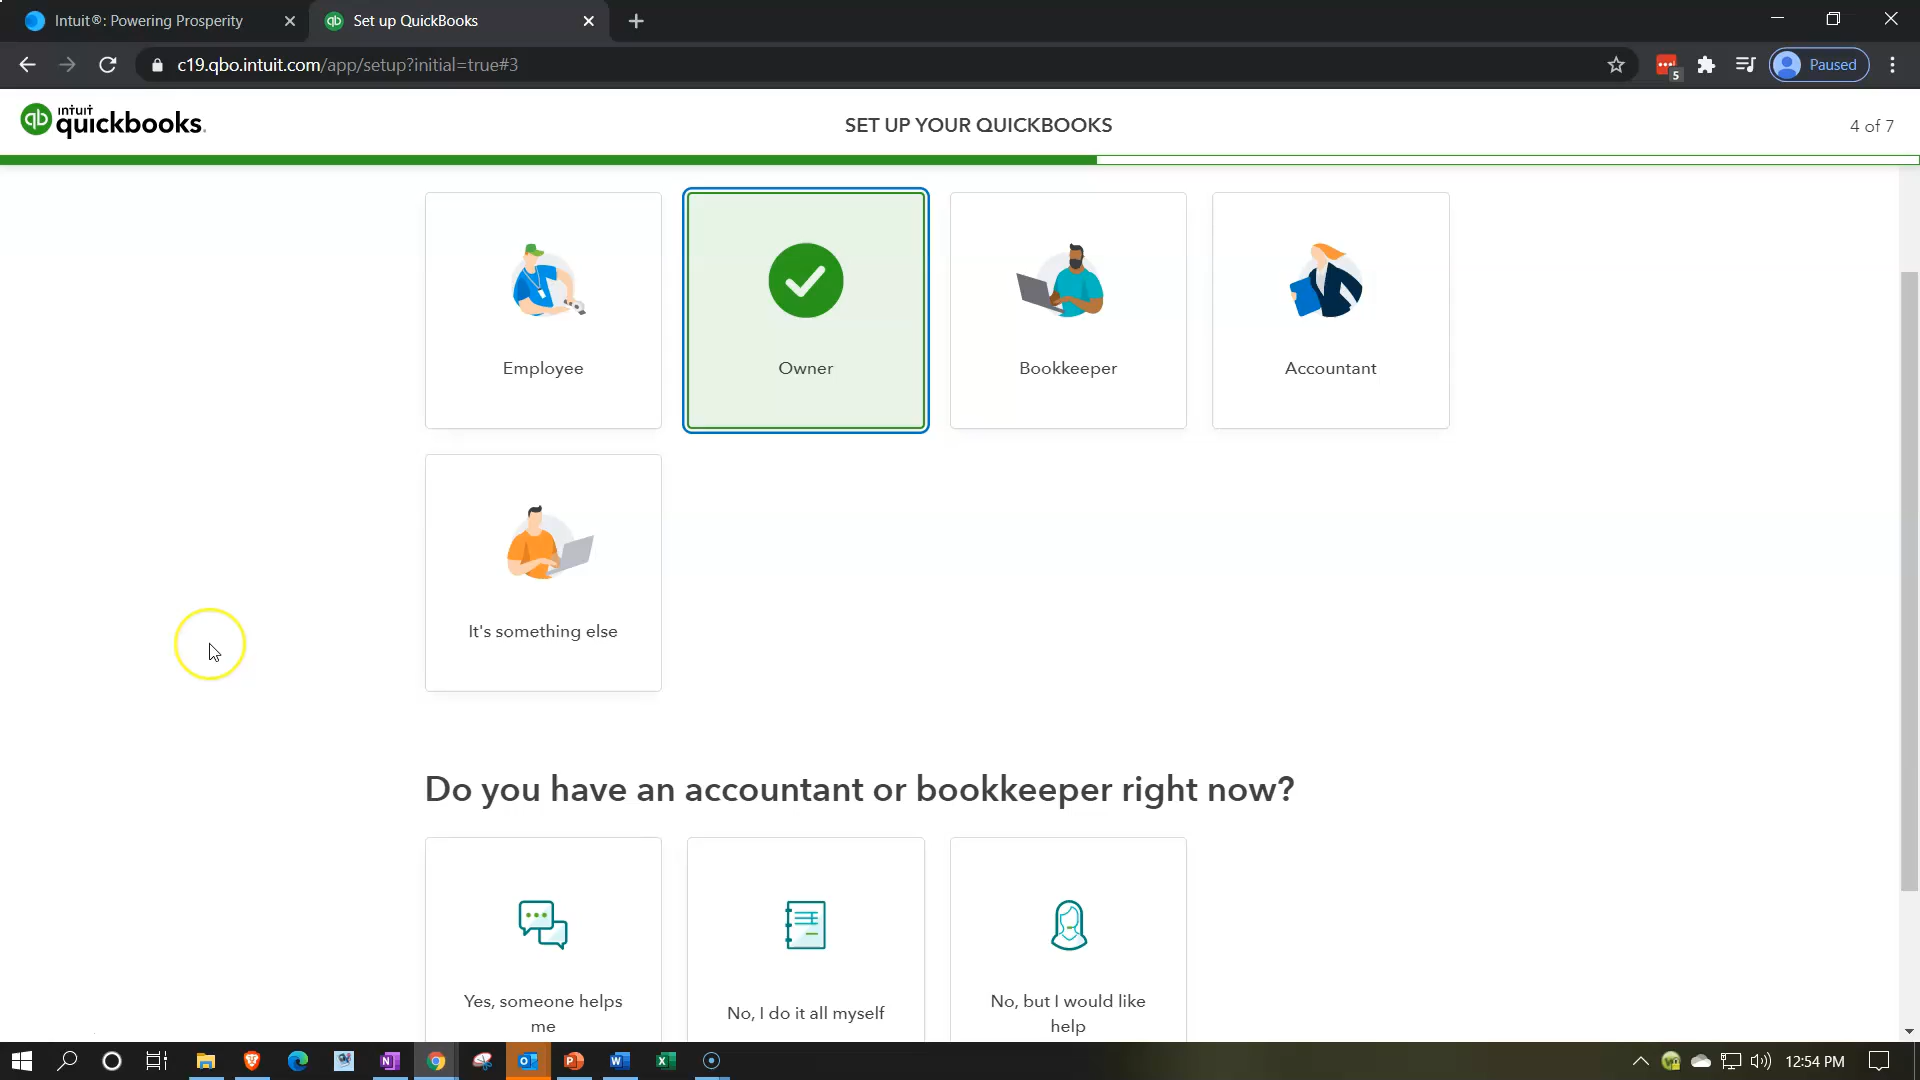 Intuit®: Powering Prosperity
Set up QuickBooks
c19.qbo.intuit.com/app/setup?initial=true#3
5
Paused
qb
intuit
quickbooks.
SET UP YOUR QUICKBOOKS
4 of 7
Employee
Owner
Bookkeeper
Accountant
It's something else
Do you have an accountant or bookkeeper right now?
Yes, someone helps
me
No, I do it all myself
No, but I would like
help
12:54 PM